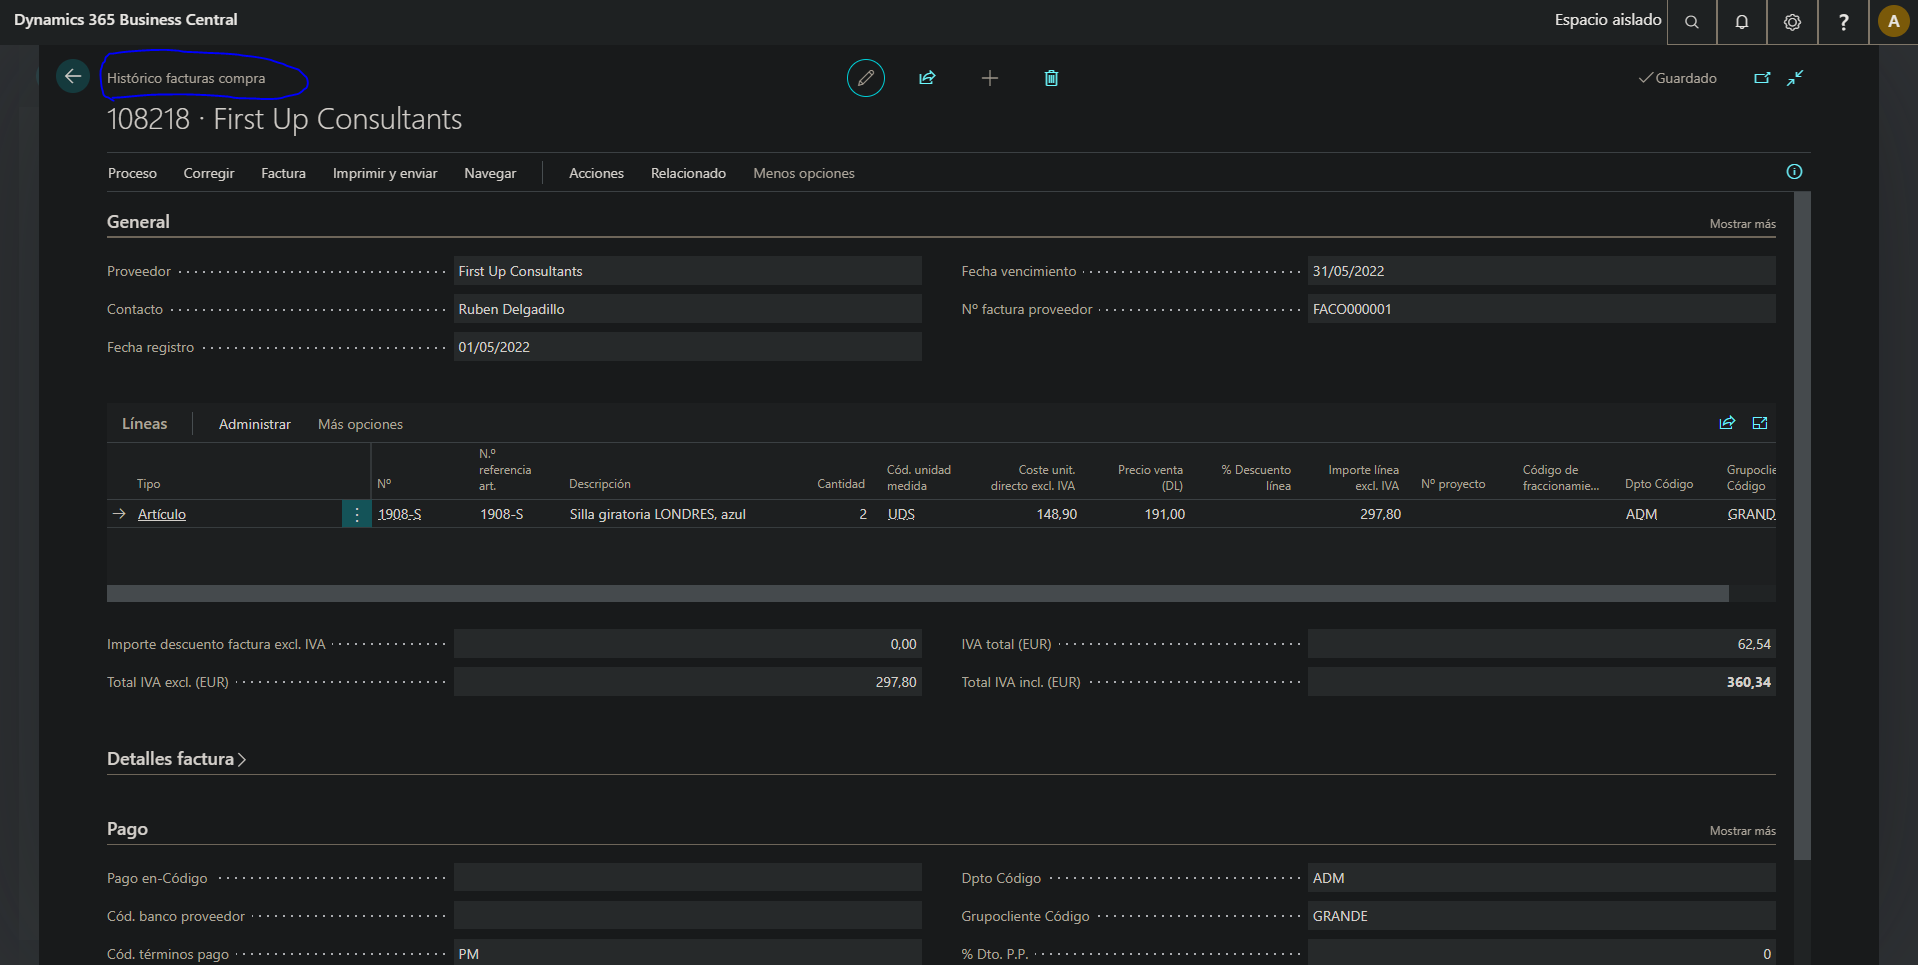 Dynamics 365 Business Central
Espacio aislado
?
A
Histórico facturas compra
Guardado
108218 · First Up Consultants
Proceso Corregir Factura Imprimir y enviar Navegar Acciones Relacionado Menos opciones
General
Mostrar más
Proveedor First Up Consultants
Fecha vencimiento 31/05/2022
Contacto Ruben Delgadillo
Nº factura proveedor FACO000001
Fecha registro 01/05/2022
Líneas Administrar Más opciones
Tipo Nº N.º referencia art. Descripción Cantidad Cód. unidad medida Coste unit. directo excl. IVA Precio venta (DL) % Descuento línea Importe línea excl. IVA Nº proyecto Código de fraccionamie... Dpto Código Grupoclie Código
Artículo 1908-S 1908-S Silla giratoria LONDRES, azul 2 UDS 148,90 191,00 297,80 ADM GRAND
Importe descuento factura excl. IVA 0,00
IVA total (EUR) 62,54
Total IVA excl. (EUR) 297,80
Total IVA incl. (EUR) 360,34
Detalles factura
Pago
Mostrar más
Pago en-Código
Dpto Código ADM
Cód. banco proveedor
Grupocliente Código GRANDE
Cód. términos pago PM
% Dto. P.P. 0